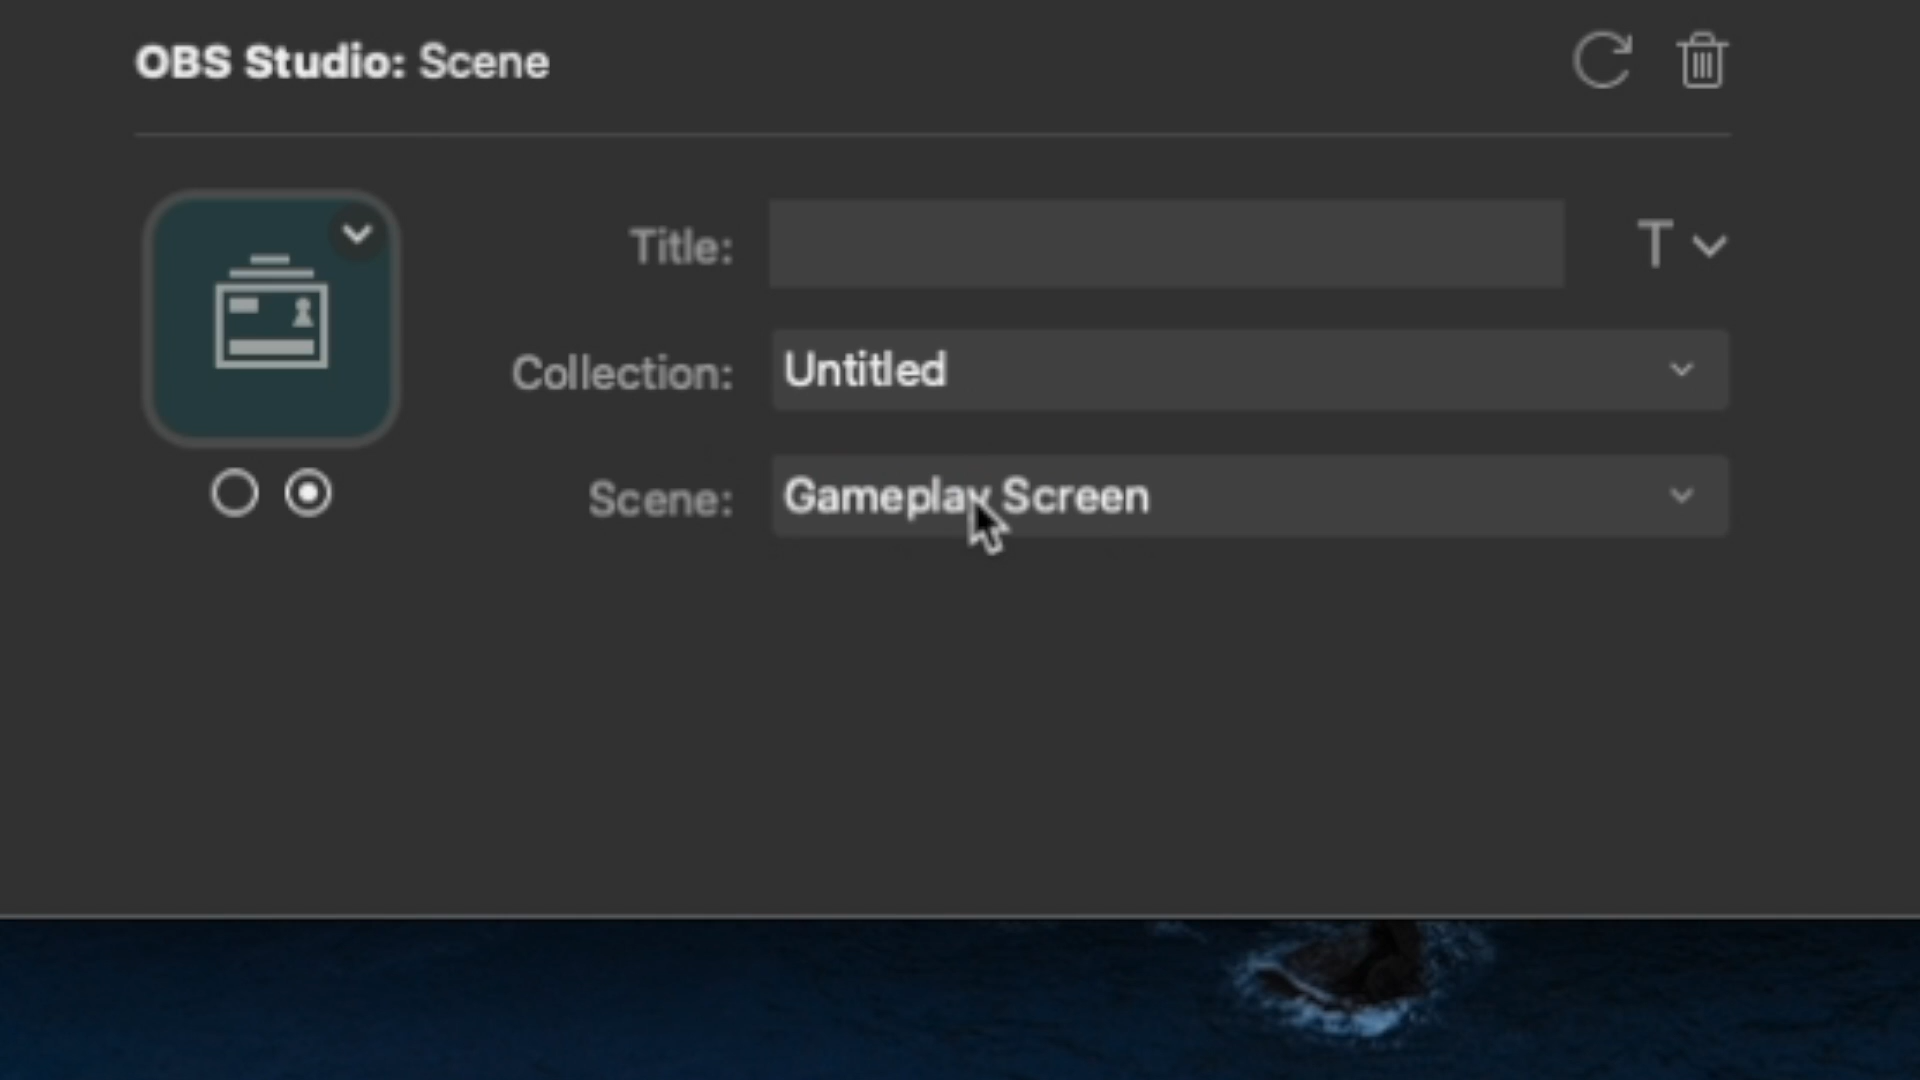 OBS Studio: Scene
Title:
T
Collection: Untitled
Scene: Gameplay Screen